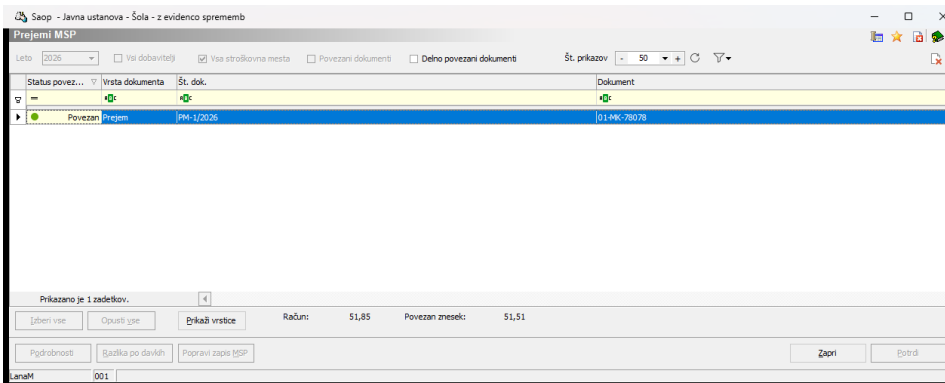 Saop - Javna ustanova - Šola - z evidenco sprememb
Prejemi MSP
Leto 2026 Vsi dobavitelji Vsa stroškovna mesta Povezani dokumenti Delno povezani dokumenti Št. prikazov - 50 +
Status povez... Vrsta dokumenta Št. dok. Dokument
Povezan Prejem PM-1/2026 01-MK-78078
Prikazano je 1 zadetkov.
Izberi vse Opusti vse Prikaži vrstice Račun: 51,85 Povezan znesek: 51,51
Podrobnosti Razlika po davkih Popravi zapis MSP Zapri Potrdi
LanaM 001